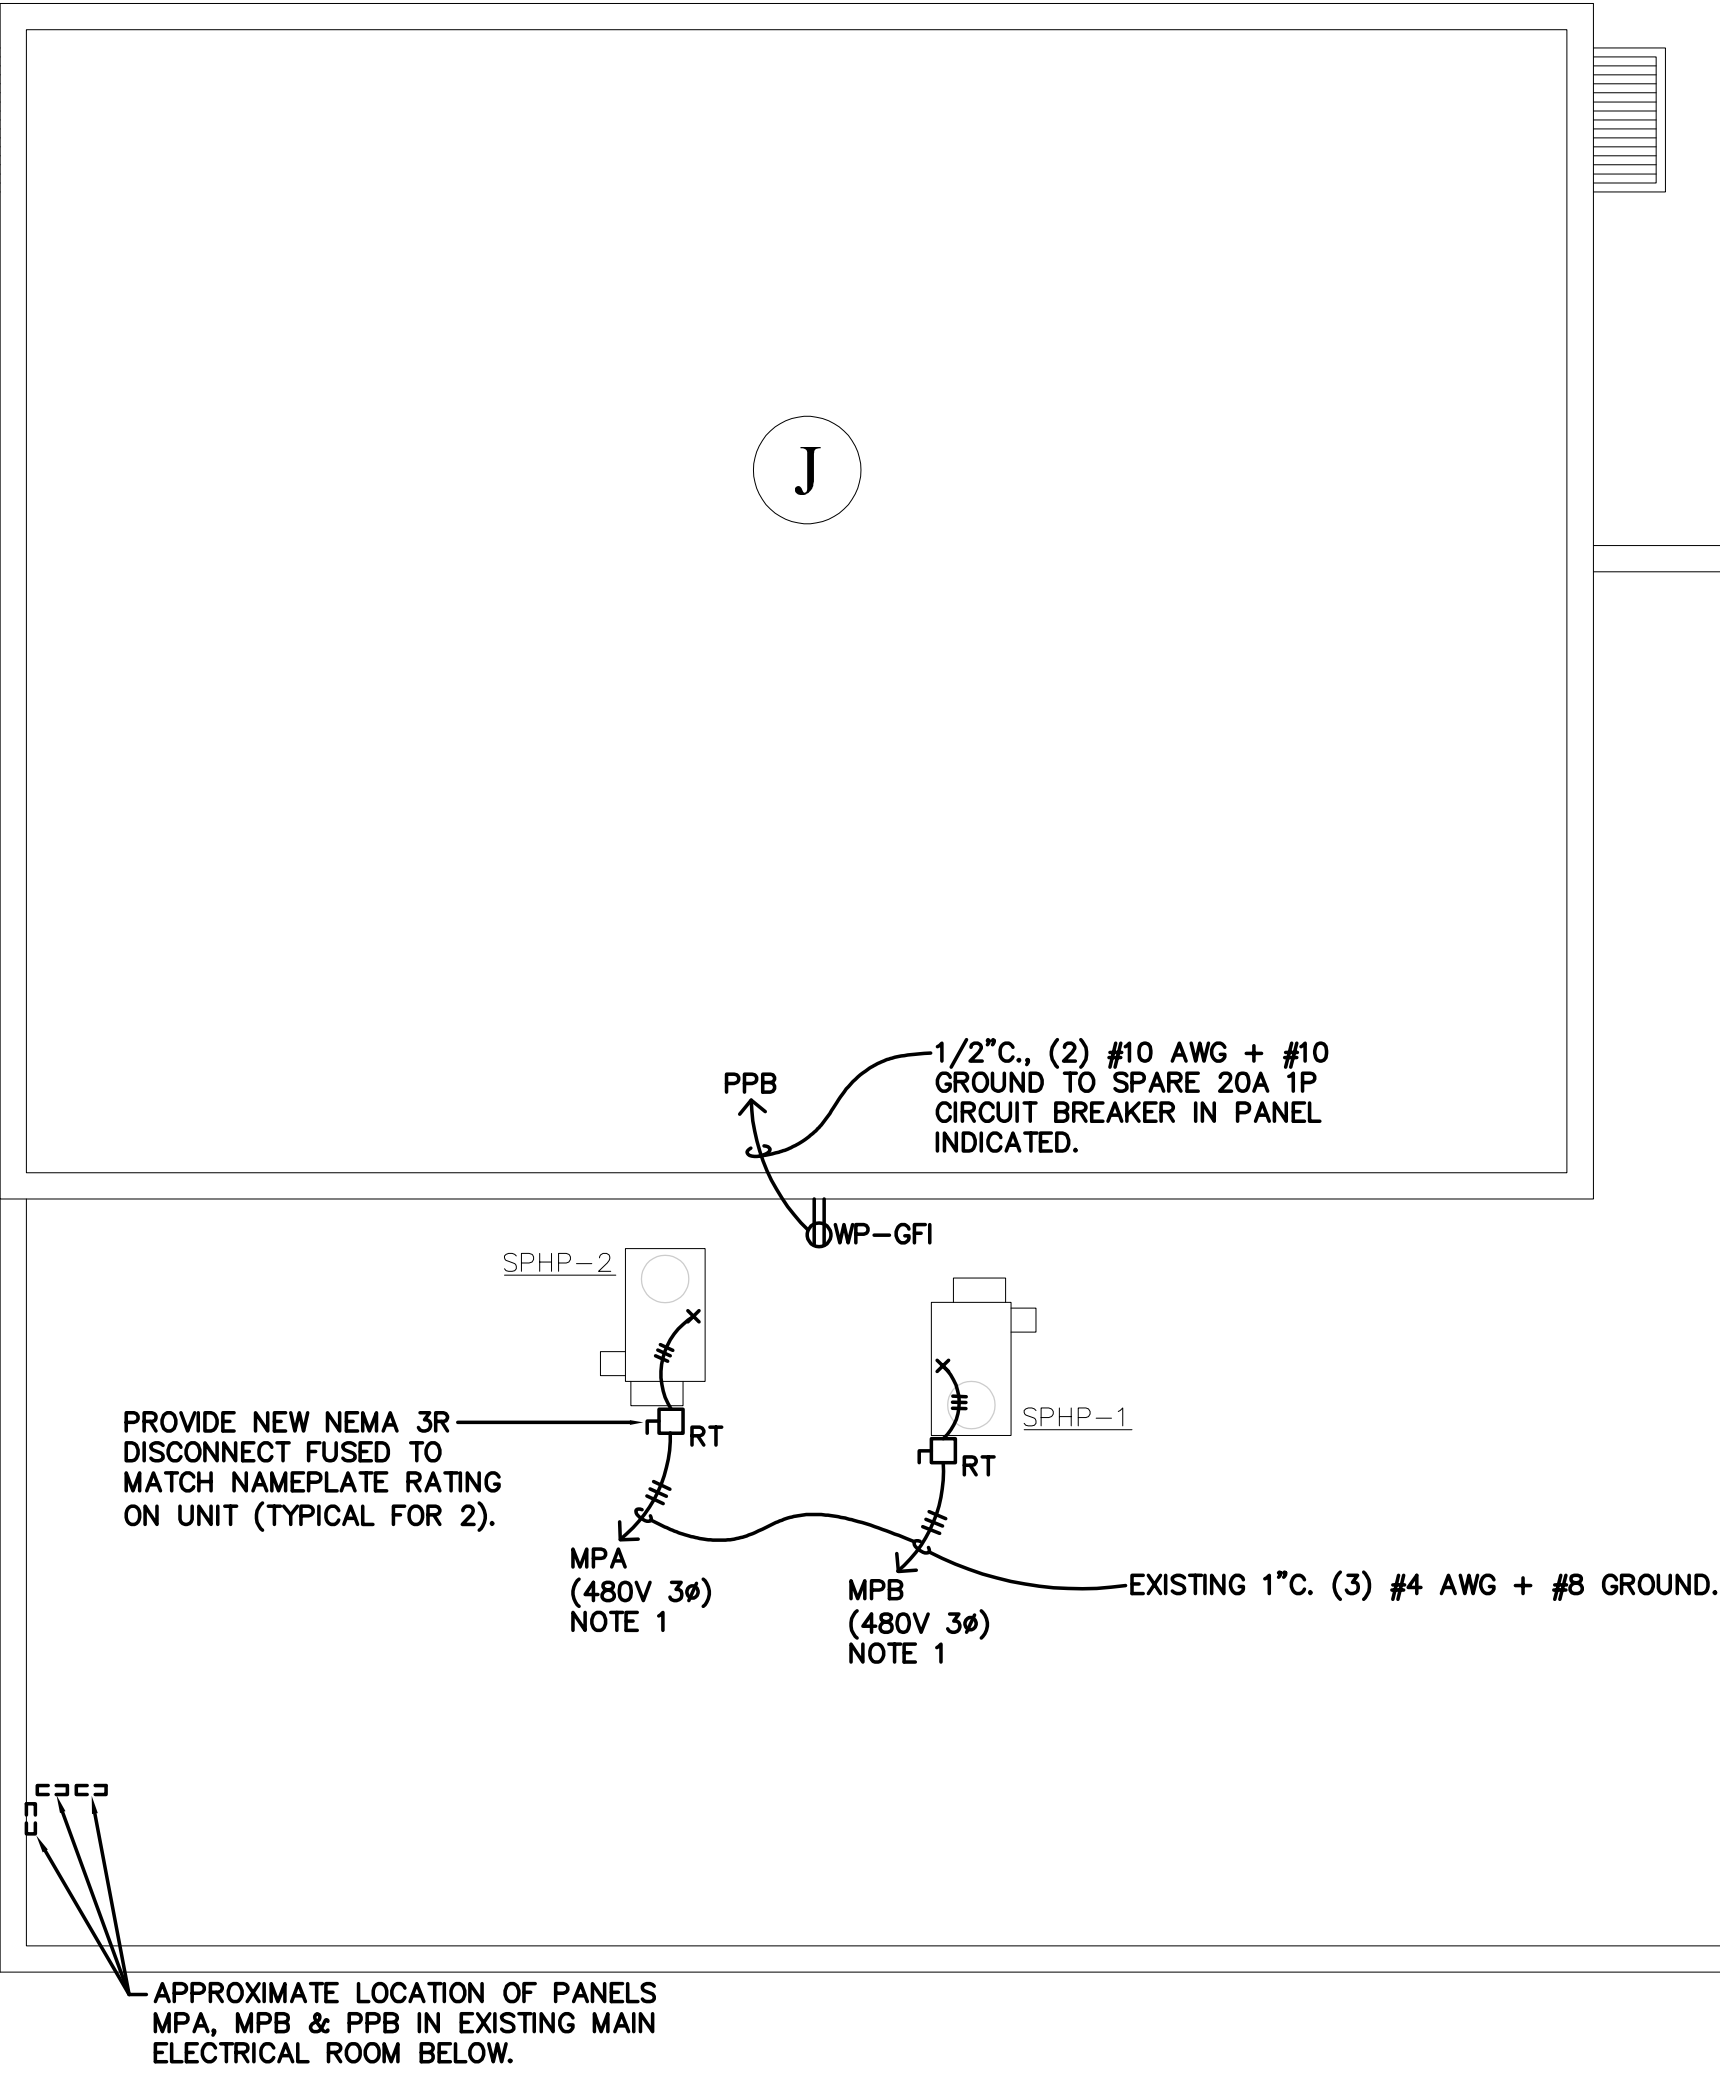 J
1/2"C., (2) #10 AWG + #10
GROUND TO SPARE 20A 1P
CIRCUIT BREAKER IN PANEL
INDICATED.
PPB
WP-GFI
SPHP-2
SPHP-1
PROVIDE NEW NEMA 3R
DISCONNECT FUSED TO
MATCH NAMEPLATE RATING
ON UNIT (TYPICAL FOR 2).
RT
RT
MPA
(480V 3ø)
NOTE 1
MPB
(480V 3ø)
NOTE 1
EXISTING 1"C. (3) #4 AWG + #8 GROUND.
APPROXIMATE LOCATION OF PANELS
MPA, MPB & PPB IN EXISTING MAIN
ELECTRICAL ROOM BELOW.